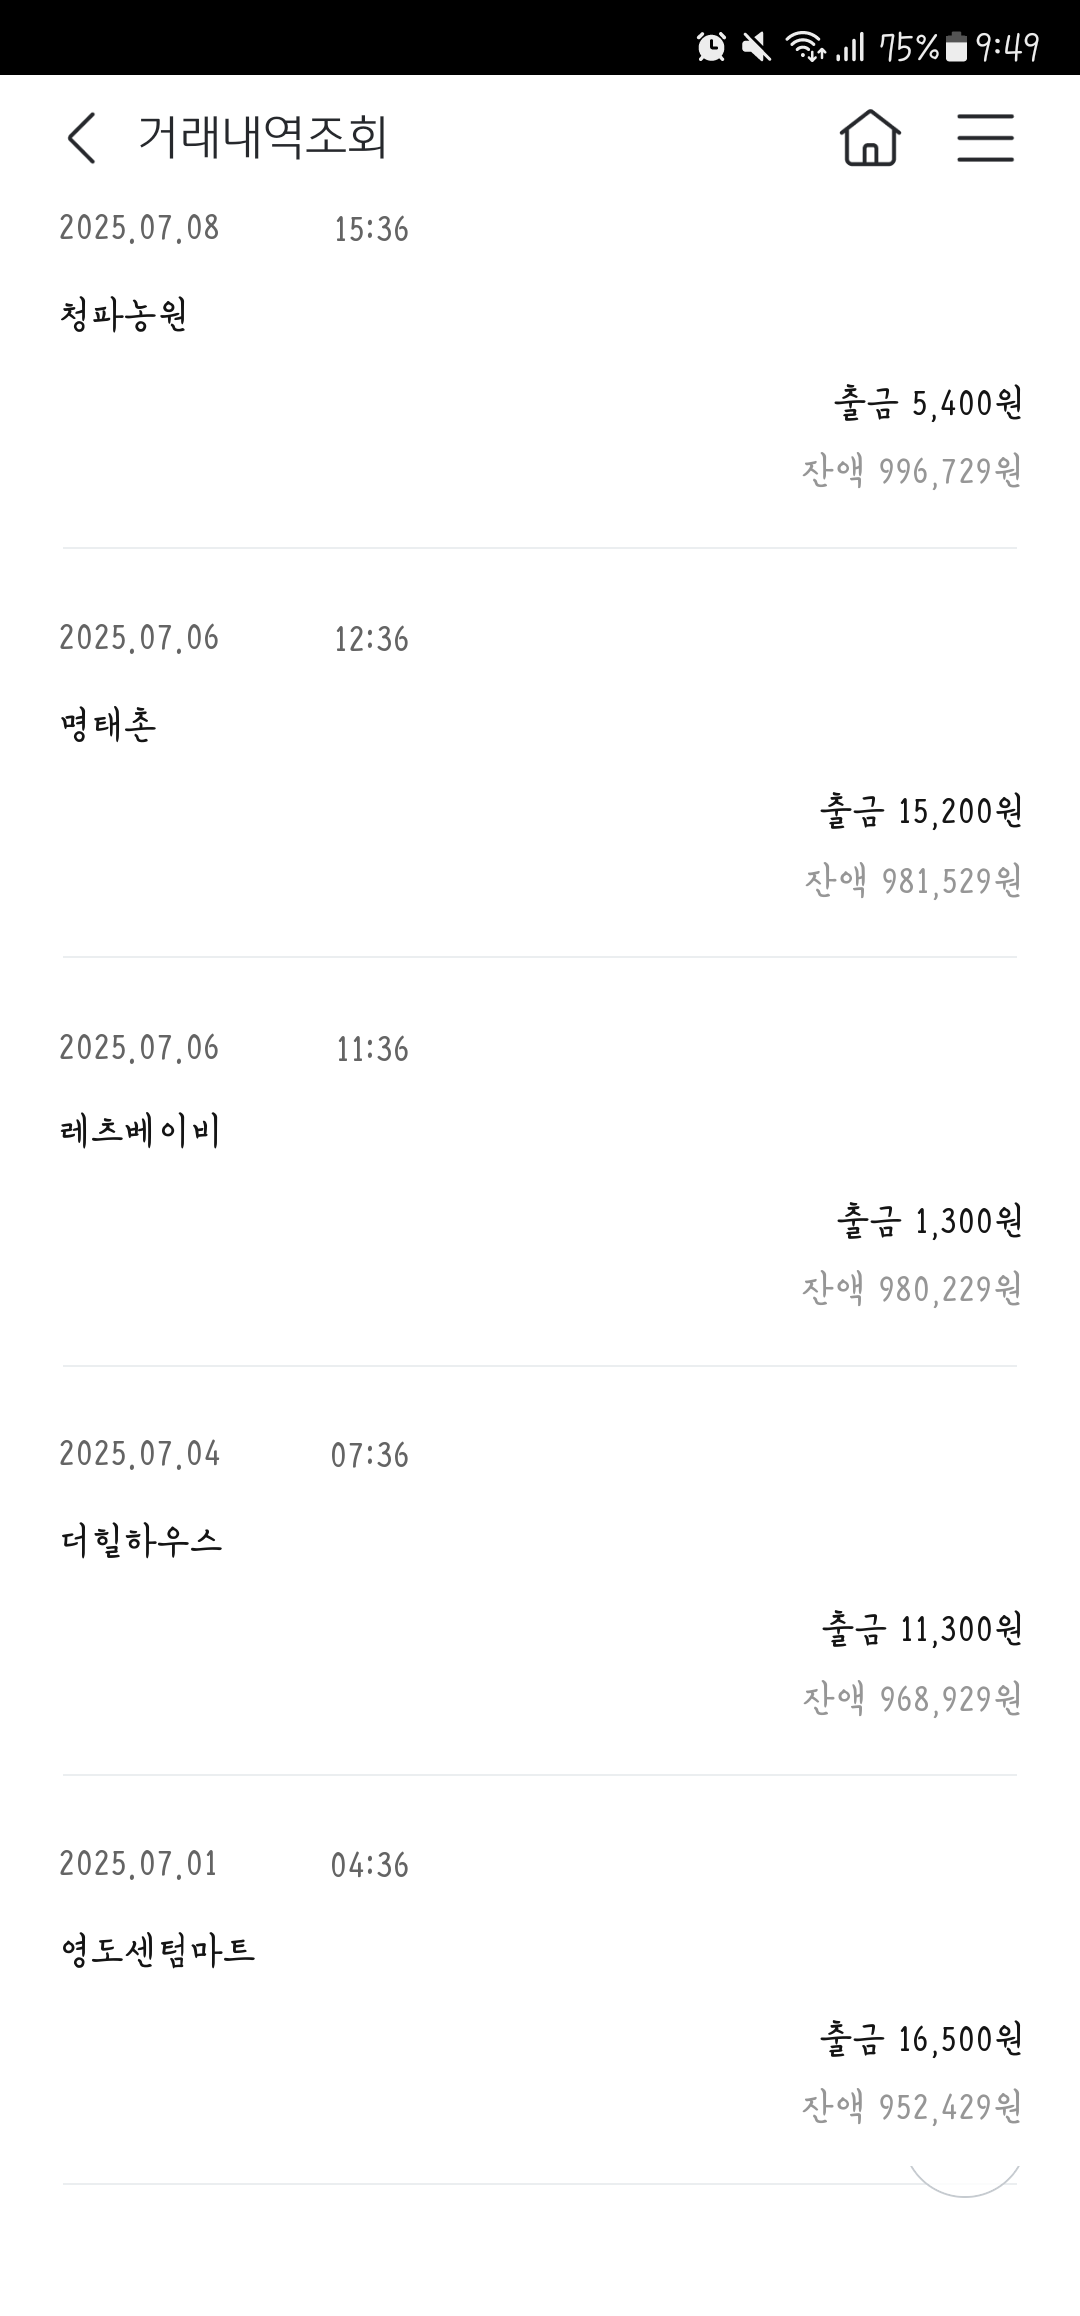 75% 9:49
거래내역조회
2025.07.08 15:36
청파농원
출금 5,400원
잔액 996,729원
2025.07.06 12:36
명태촌
출금 15,200원
잔액 981,529원
2025.07.06 11:36
레츠베이비
출금 1,300원
잔액 980,229원
2025.07.04 07:36
더힐하우스
출금 11,300원
잔액 968,929원
2025.07.01 04:36
영도센텀마트
출금 16,500원
잔액 952,429원